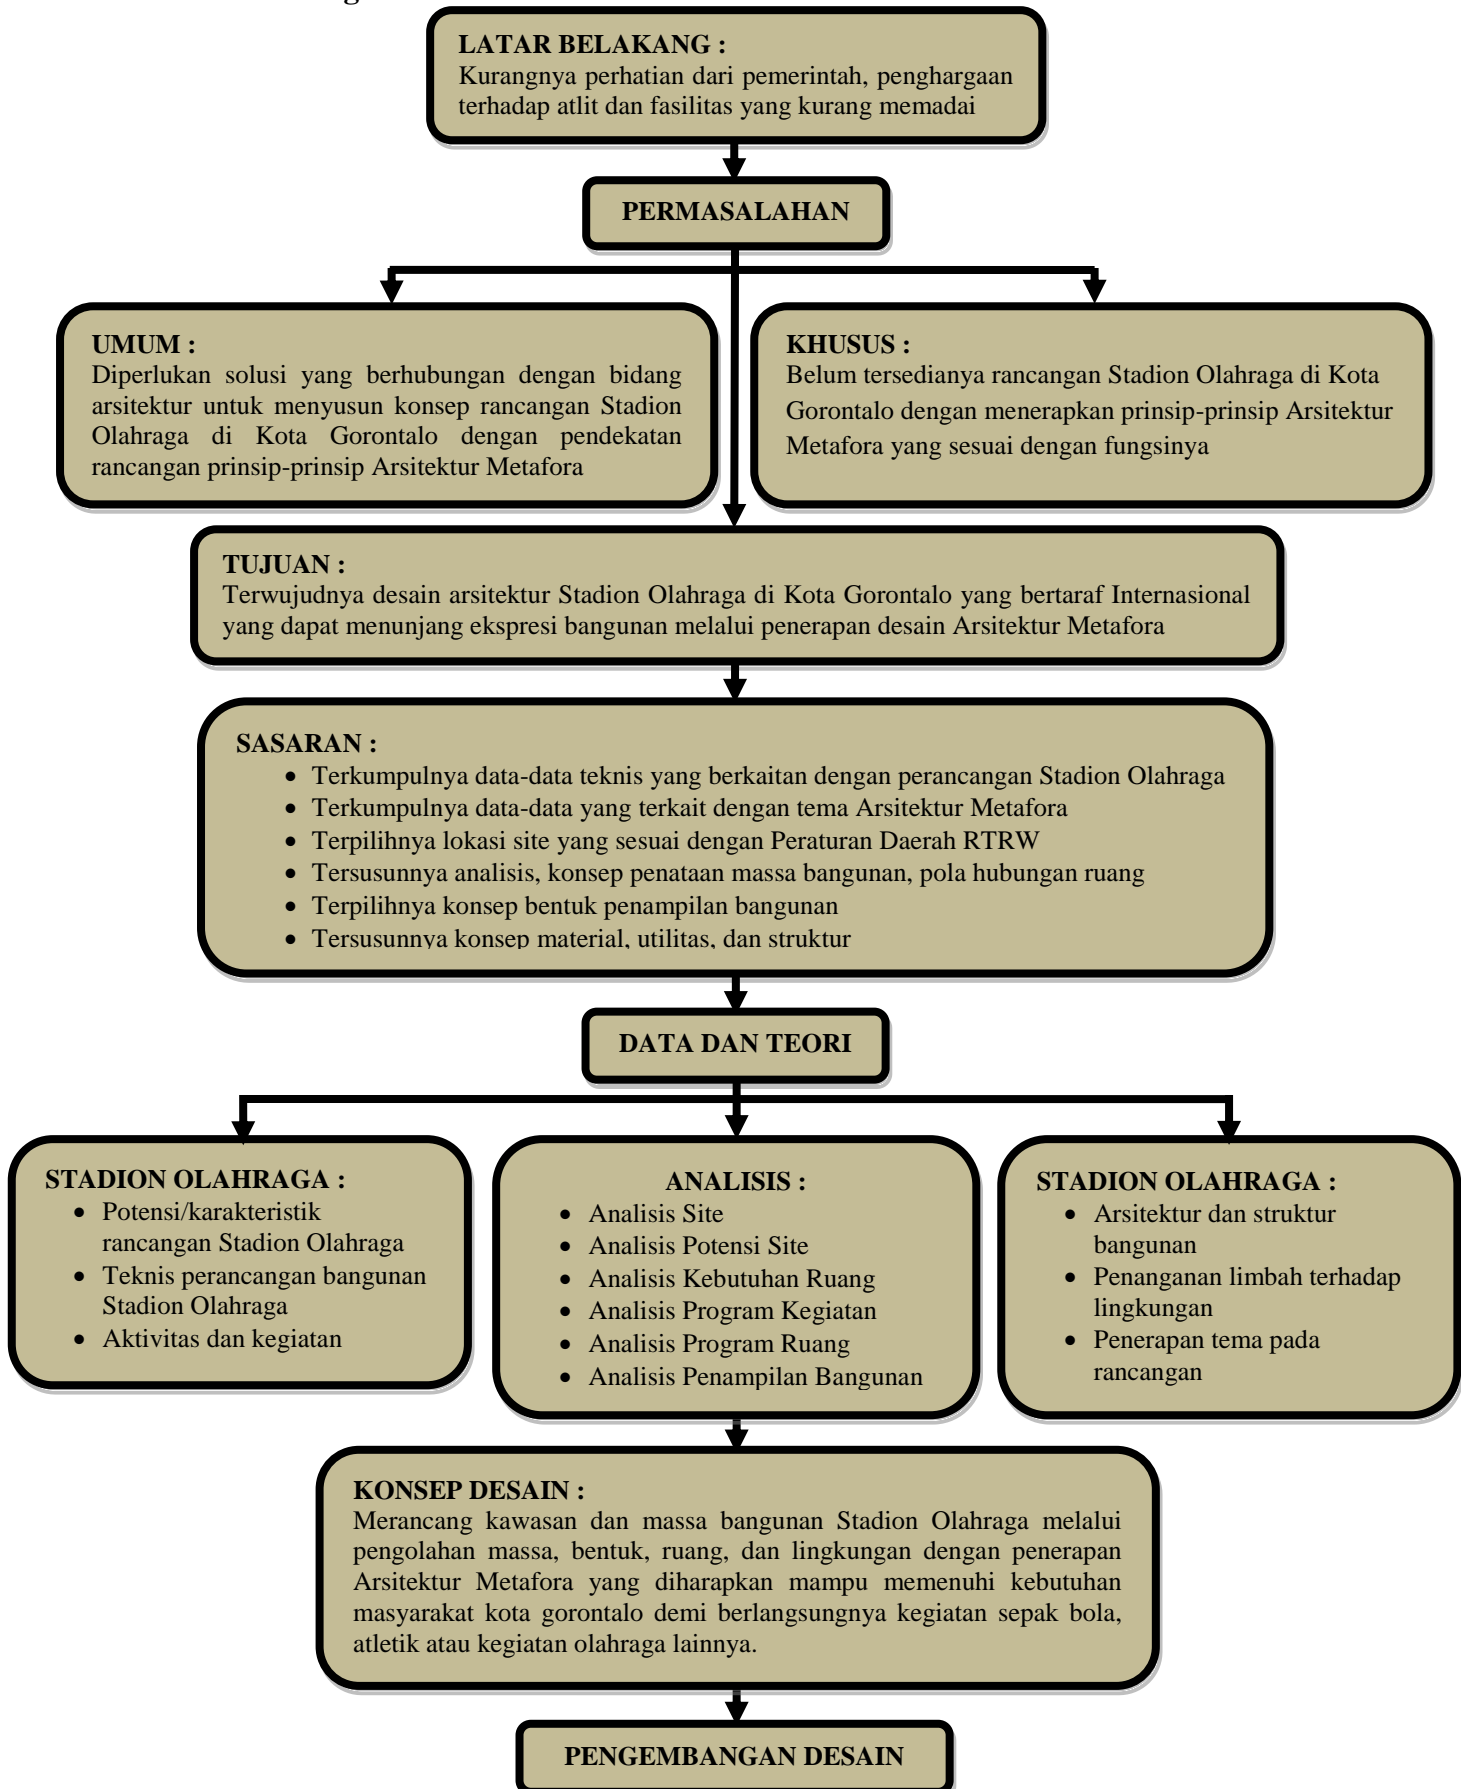 LATAR BELAKANG :
Kurangnya perhatian dari pemerintah, penghargaan
terhadap atlit dan fasilitas yang kurang memadai
PERMASALAHAN
UMUM :
Diperlukan solusi yang berhubungan dengan bidang
arsitektur untuk menyusun konsep rancangan Stadion
Olahraga di Kota Gorontalo dengan pendekatan
rancangan prinsip-prinsip Arsitektur Metafora
KHUSUS :
Belum tersedianya rancangan Stadion Olahraga di Kota
Gorontalo dengan menerapkan prinsip-prinsip Arsitektur
Metafora yang sesuai dengan fungsinya
TUJUAN :
Terwujudnya desain arsitektur Stadion Olahraga di Kota Gorontalo yang bertaraf Internasional
yang dapat menunjang ekspresi bangunan melalui penerapan desain Arsitektur Metafora
SASARAN :
• Terkumpulnya data-data teknis yang berkaitan dengan perancangan Stadion Olahraga
• Terkumpulnya data-data yang terkait dengan tema Arsitektur Metafora
• Terpilihnya lokasi site yang sesuai dengan Peraturan Daerah RTRW
• Tersusunnya analisis, konsep penataan massa bangunan, pola hubungan ruang
• Terpilihnya konsep bentuk penampilan bangunan
• Tersusunnya konsep material, utilitas, dan struktur
DATA DAN TEORI
STADION OLAHRAGA :
• Potensi/karakteristik
rancangan Stadion Olahraga
• Teknis perancangan bangunan
Stadion Olahraga
• Aktivitas dan kegiatan
ANALISIS :
• Analisis Site
• Analisis Potensi Site
• Analisis Kebutuhan Ruang
• Analisis Program Kegiatan
• Analisis Program Ruang
• Analisis Penampilan Bangunan
STADION OLAHRAGA :
• Arsitektur dan struktur
bangunan
• Penanganan limbah terhadap
lingkungan
• Penerapan tema pada
rancangan
KONSEP DESAIN :
Merancang kawasan dan massa bangunan Stadion Olahraga melalui
pengolahan massa, bentuk, ruang, dan lingkungan dengan penerapan
Arsitektur Metafora yang diharapkan mampu memenuhi kebutuhan
masyarakat kota gorontalo demi berlangsungnya kegiatan sepak bola,
atletik atau kegiatan olahraga lainnya.
PENGEMBANGAN DESAIN